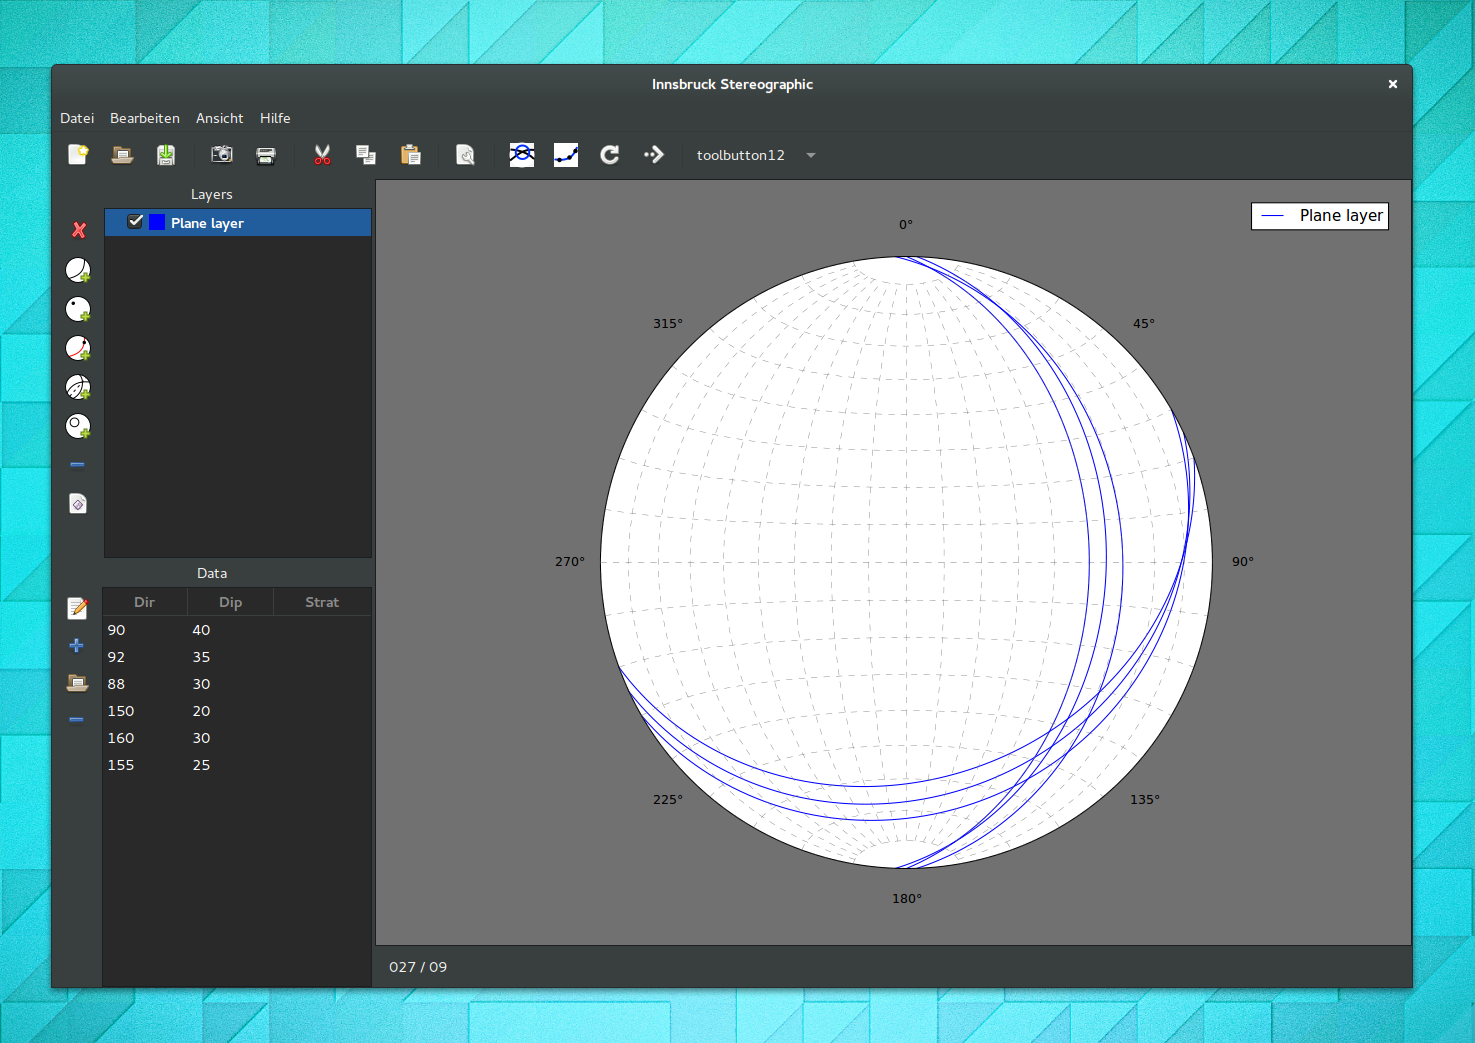 Innsbruck Stereographic
Datei Bearbeiten Ansicht Hilfe
toolbutton12
Layers
Plane layer
Plane layer
0°
315°
45°
270°
90°
225°
135°
180°
Data
Dir Dip Strat
90 40
92 35
88 30
150 20
160 30
155 25
027 / 09